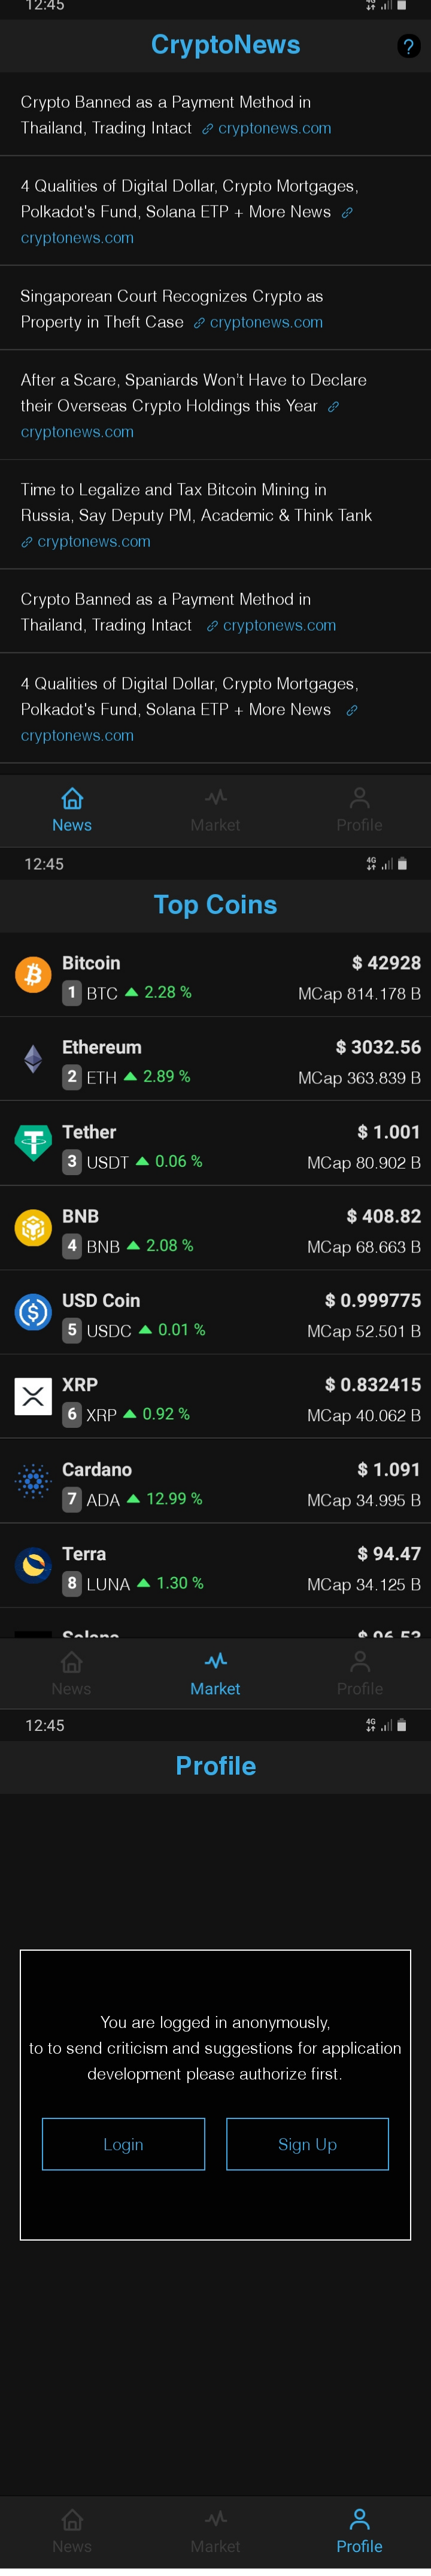 12:45 4G
CryptoNews ?
Crypto Banned as a Payment Method in
Thailand, Trading Intact cryptonews.com
4 Qualities of Digital Dollar, Crypto Mortgages,
Polkadot's Fund, Solana ETP + More News
cryptonews.com
Singaporean Court Recognizes Crypto as
Property in Theft Case cryptonews.com
After a Scare, Spaniards Won't Have to Declare
their Overseas Crypto Holdings this Year
cryptonews.com
Time to Legalize and Tax Bitcoin Mining in
Russia, Say Deputy PM, Academic & Think Tank
cryptonews.com
Crypto Banned as a Payment Method in
Thailand, Trading Intact cryptonews.com
4 Qualities of Digital Dollar, Crypto Mortgages,
Polkadot's Fund, Solana ETP + More News
cryptonews.com
News Market Profile
12:45 4G
Top Coins
Bitcoin $ 42928
1 BTC ▲ 2.28 % MCap 814.178 B
Ethereum $ 3032.56
2 ETH ▲ 2.89 % MCap 363.839 B
Tether $ 1.001
3 USDT ▲ 0.06 % MCap 80.902 B
BNB $ 408.82
4 BNB ▲ 2.08 % MCap 68.663 B
USD Coin $ 0.999775
5 USDC ▲ 0.01 % MCap 52.501 B
XRP $ 0.832415
6 XRP ▲ 0.92 % MCap 40.062 B
Cardano $ 1.091
7 ADA ▲ 12.99 % MCap 34.995 B
Terra $ 94.47
8 LUNA ▲ 1.30 % MCap 34.125 B
Solana $ 96.53
News Market Profile
12:45 4G
Profile
You are logged in anonymously,
to to send criticism and suggestions for application
development please authorize first.
Login Sign Up
News Market Profile